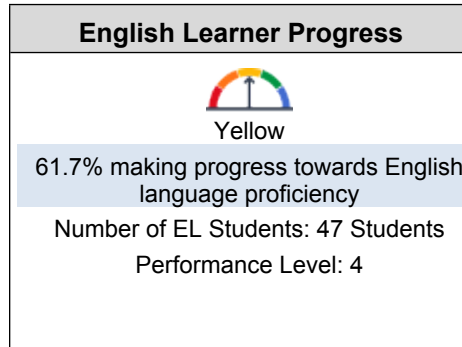 English Learner Progress
Yellow
61.7% making progress towards English
language proficiency
Number of EL Students: 47 Students
Performance Level: 4